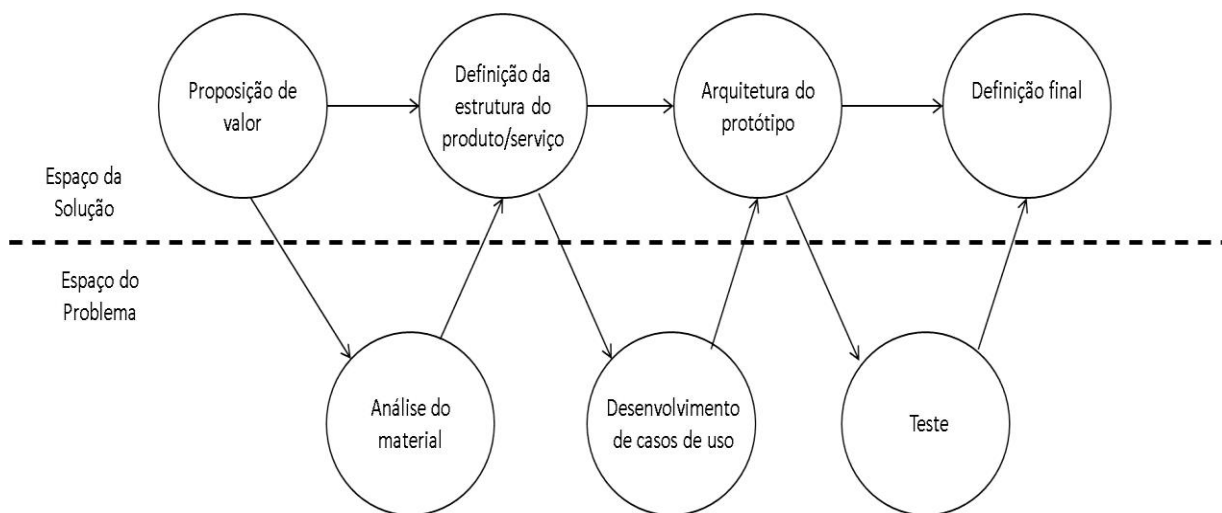 Proposição de
valor
Definição da
estrutura do
produto/serviço
Arquitetura do
protótipo
Definição final
Espaço da
Solução
Espaço do
Problema
Análise do
material
Desenvolvimento
de casos de uso
Teste